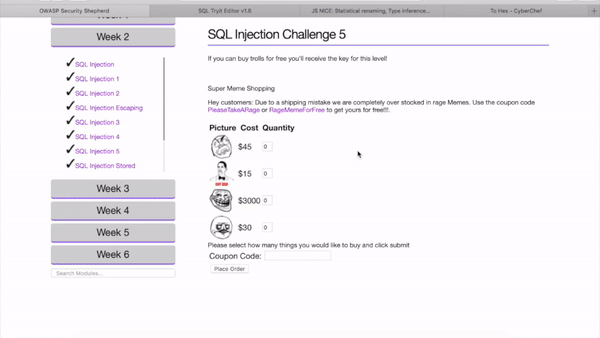 OWASP Security Shepherd
SQL Tryit Editor v1.6
JS NICE: Statistical renaming, Type inference...
To Hex - CyberChef
+
Week 2
✔SQL Injection
✔SQL Injection 1
✔SQL Injection 2
✔SQL Injection Escaping
✔SQL Injection 3
✔SQL Injection 4
✔SQL Injection 5
✔SQL Injection Stored
Week 3
Week 4
Week 5
Week 6
Search Modules...
SQL Injection Challenge 5
If you can buy trolls for free you'll receive the key for this level!
Super Meme Shopping
Hey customers: Due to a shipping mistake we are completely over stocked in rage Memes. Use the coupon code
PleaseTakeARage or RageMemeForFree to get yours for free!!!.
Picture Cost Quantity
$45 0
$15 0
$3000 0
$30 0
Please select how many things you would like to buy and click submit
Coupon Code:
Place Order